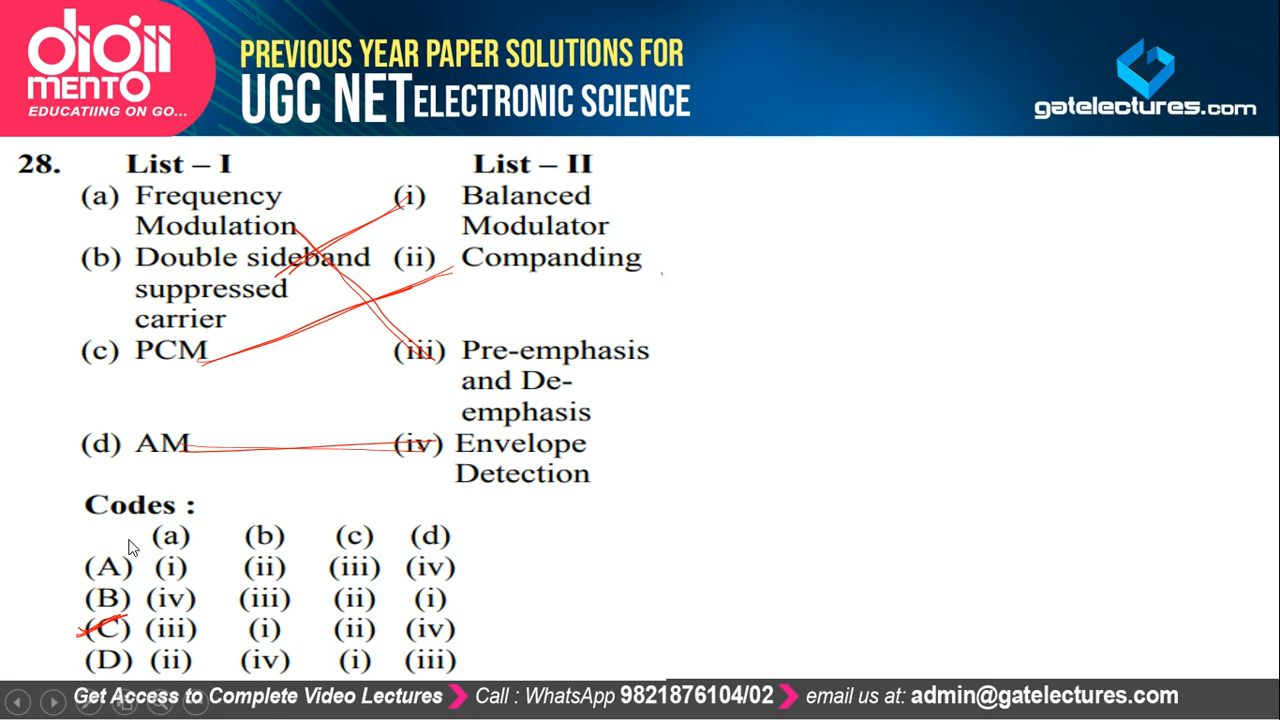 digii
MENTO
EDUCATIING ON GO...
PREVIOUS YEAR PAPER SOLUTIONS FOR
UGC NET ELECTRONIC SCIENCE
gatelectures.com
28. List – I List – II
(a) Frequency (i) Balanced
Modulation Modulator
(b) Double sideband (ii) Companding
suppressed
carrier
(c) PCM (iii) Pre-emphasis
and De-
emphasis
(d) AM (iv) Envelope
Detection
Codes :
(a) (b) (c) (d)
(A) (i) (ii) (iii) (iv)
(B) (iv) (iii) (ii) (i)
(C) (iii) (i) (ii) (iv)
(D) (ii) (iv) (i) (iii)
Get Access to Complete Video Lectures Call : WhatsApp 9821876104/02 email us at: admin@gatelectures.com